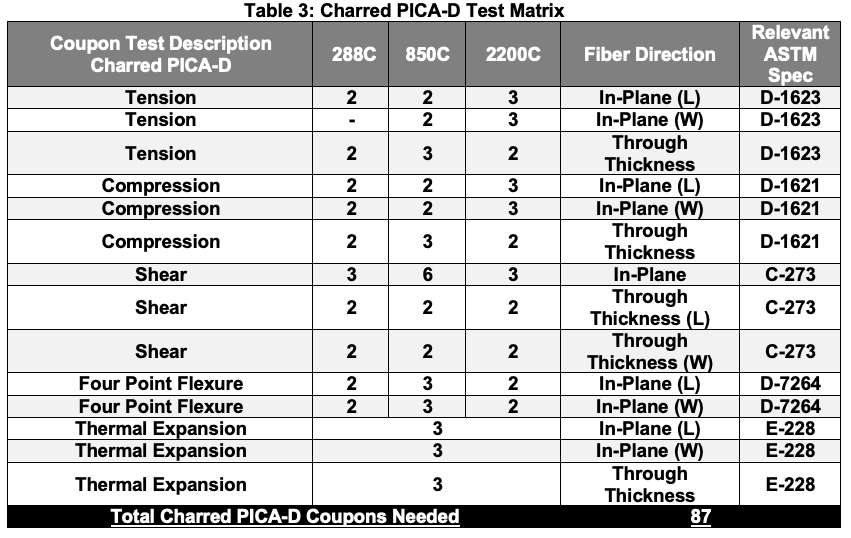 Table 3: Charred PICA-D Test Matrix
Coupon Test Description Charred PICA-D 288C 850C 2200C Fiber Direction Relevant ASTM Spec
Tension 2 2 3 In-Plane (L) D-1623
Tension - 2 3 In-Plane (W) D-1623
Tension 2 3 2 Through Thickness D-1623
Compression 2 2 3 In-Plane (L) D-1621
Compression 2 2 3 In-Plane (W) D-1621
Compression 2 3 2 Through Thickness D-1621
Shear 3 6 3 In-Plane C-273
Shear 2 2 2 Through Thickness (L) C-273
Shear 2 2 2 Through Thickness (W) C-273
Four Point Flexure 2 3 2 In-Plane (L) D-7264
Four Point Flexure 2 3 2 In-Plane (W) D-7264
Thermal Expansion 3 In-Plane (L) E-228
Thermal Expansion 3 In-Plane (W) E-228
Thermal Expansion 3 Through Thickness E-228
Total Charred PICA-D Coupons Needed 87